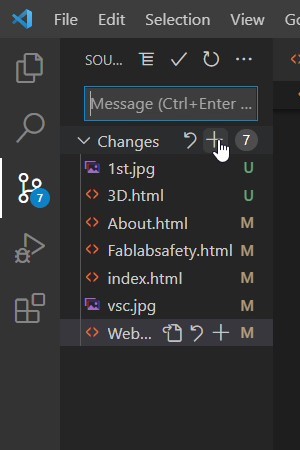 File Edit Selection View Go
SOU...
Message (Ctrl+Enter ...
Changes 7
1st.jpg U
3D.html U
7 About.html M
Fablabsafety.html M
index.html M
vsc.jpg M
Web... M